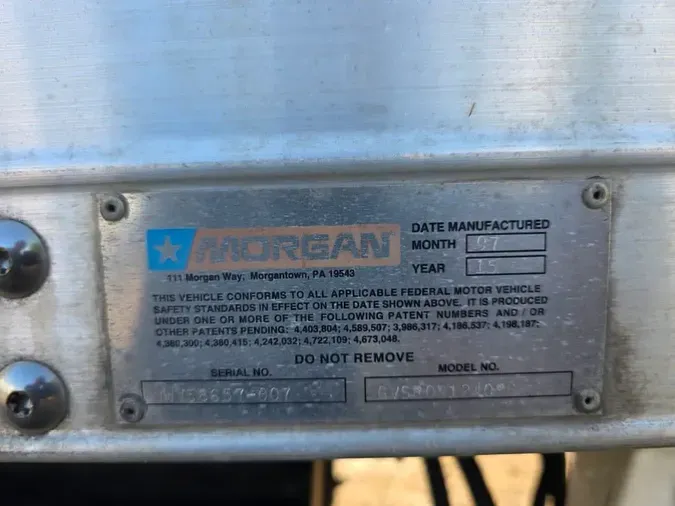 MORGAN
111 Morgan Way, Morgantown, PA 19543
DATE MANUFACTURED
MONTH 07
YEAR 15
THIS VEHICLE CONFORMS TO ALL APPLICABLE FEDERAL MOTOR VEHICLE
SAFETY STANDARDS IN EFFECT ON THE DATE SHOWN ABOVE. IT IS PRODUCED
UNDER ONE OR MORE OF THE FOLLOWING PATENT NUMBERS AND / OR
OTHER PATENTS PENDING: 4,403,804; 4,589,507; 3,986,317; 4,186,537; 4,198,187;
4,380,300; 4,380,415; 4,242,032; 4,722,109; 4,673,048.
DO NOT REMOVE
SERIAL NO.
MODEL NO.